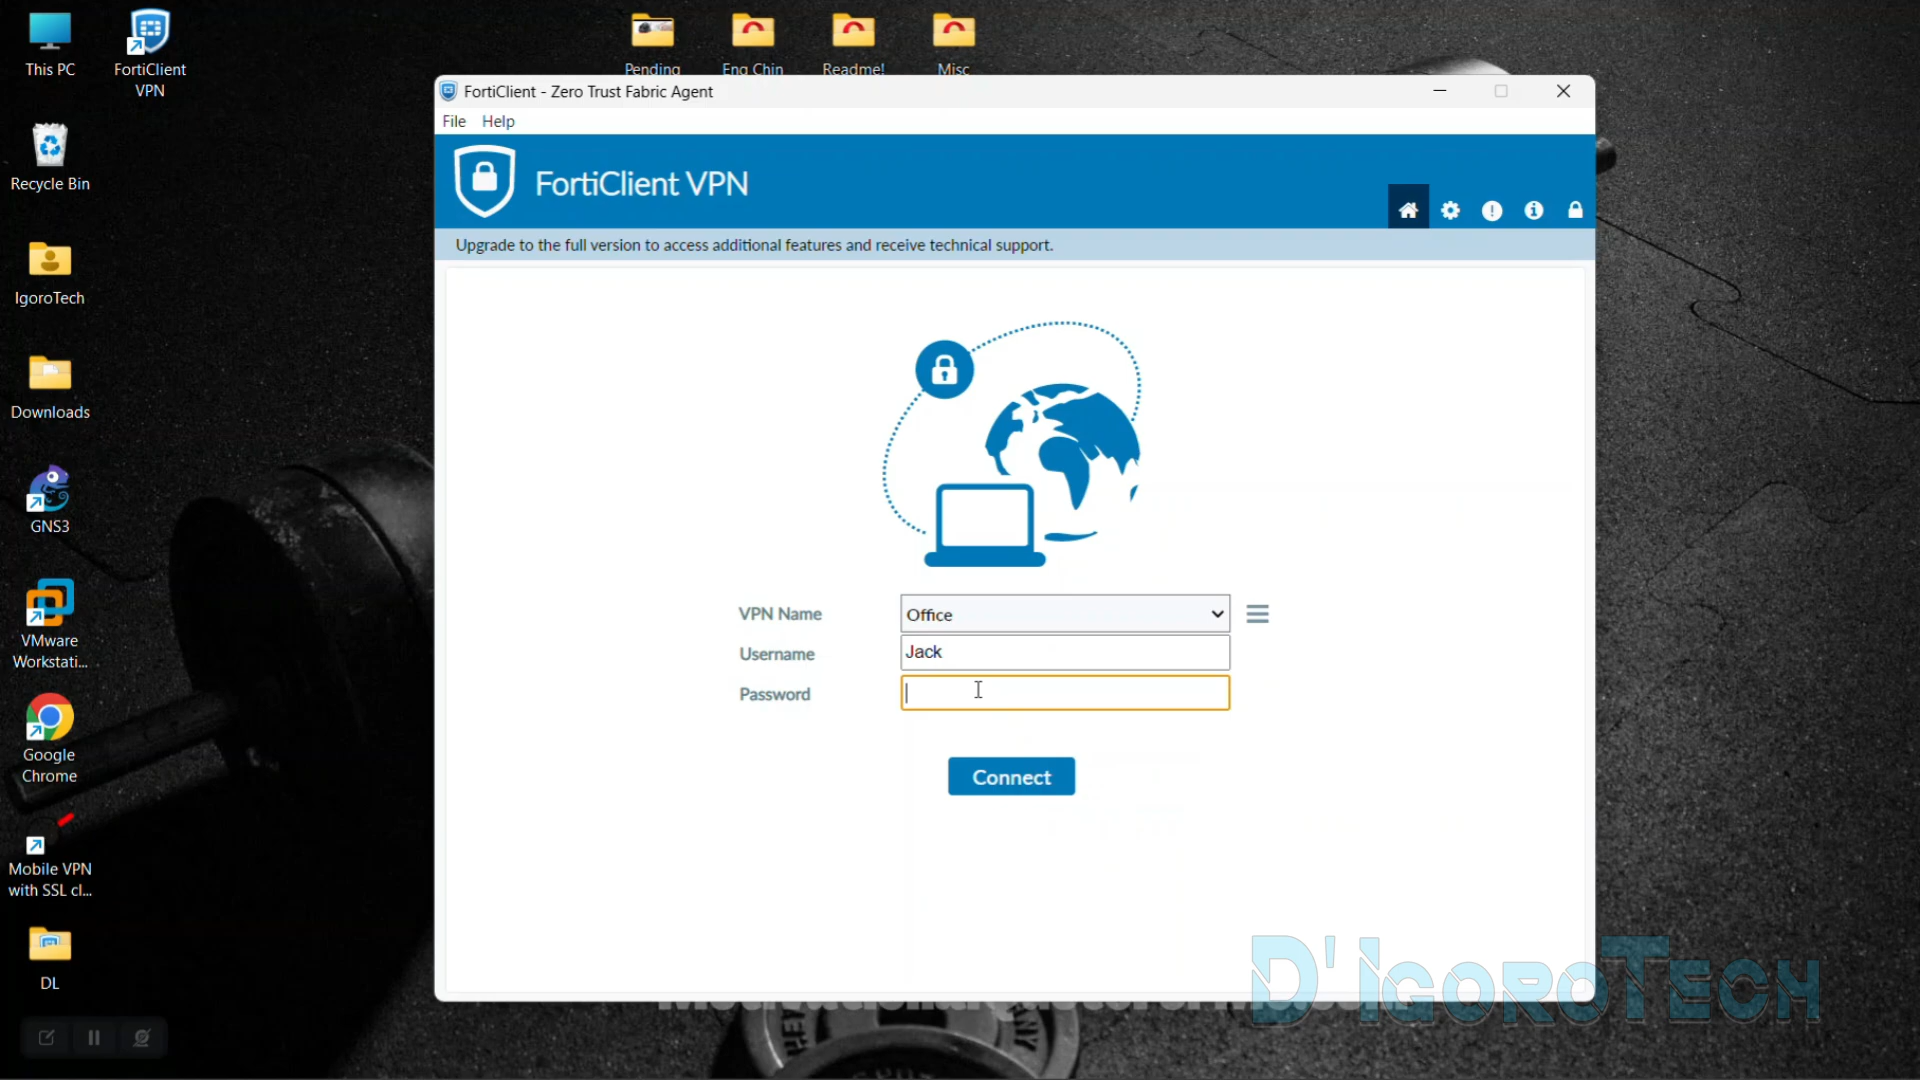 This PC
FortiClient
VPN
Pending
Eng Chin
Readme!
Misc
FortiClient - Zero Trust Fabric Agent
File Help
FortiClient VPN
Upgrade to the full version to access additional features and receive technical support.
Recycle Bin
IgoroTech
Downloads
GNS3
VMware
Workstati...
Google
Chrome
Mobile VPN
with SSL cl...
DL
VPN Name Office
Username Jack
Password
Connect
D'IgoroTech